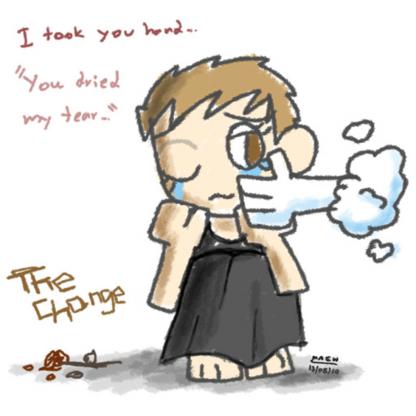 I took you hand...
"You dried
my tear..."
The
Change
MAEW
13/05/10